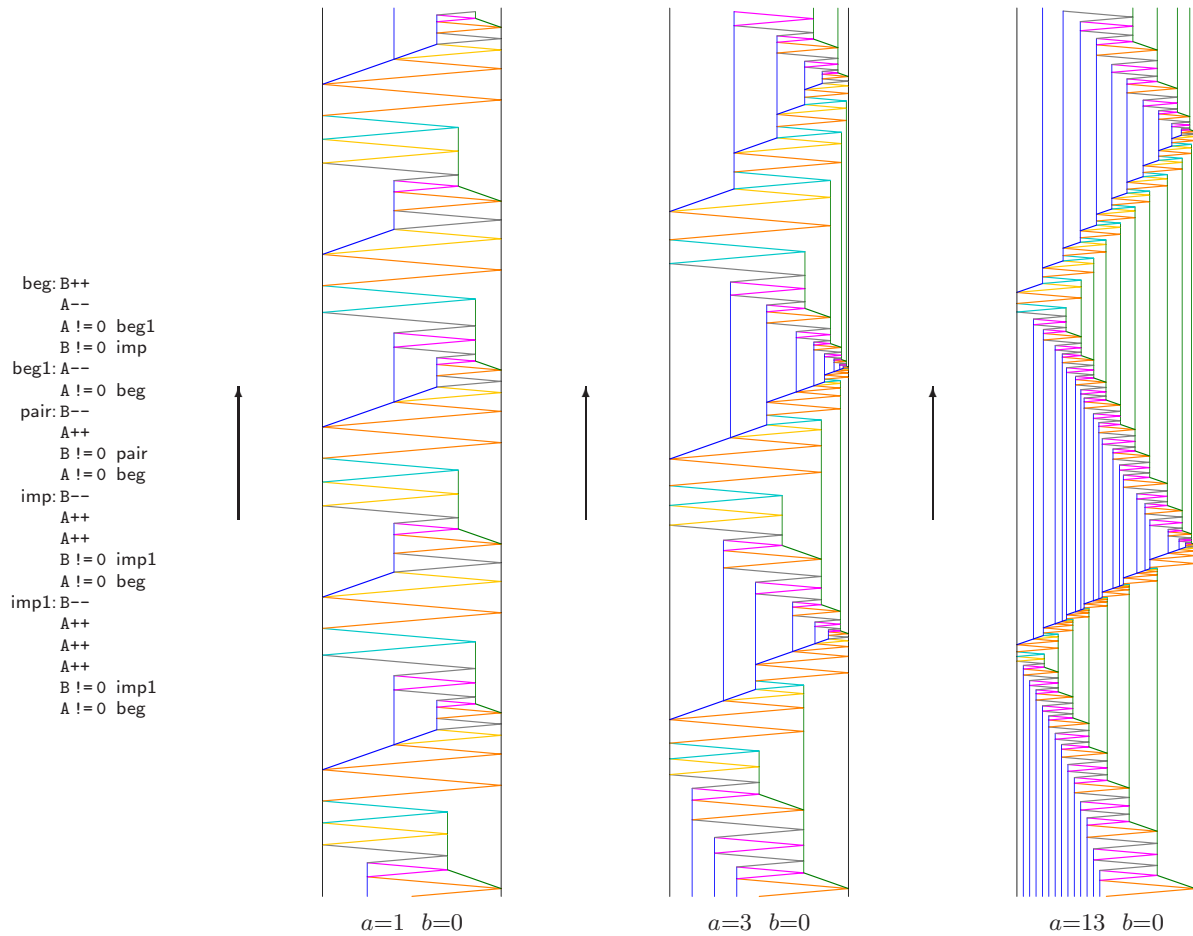 beg: B++
A--
A!=0 beg1
B!=0 imp
beg1: A--
A!=0 beg
pair: B--
A++
B!=0 pair
A!=0 beg
imp: B--
A++
A++
B!=0 imp1
A!=0 beg
imp1: B--
A++
A++
A++
B!=0 imp1
A!=0 beg
a=1 b=0
a=3 b=0
a=13 b=0